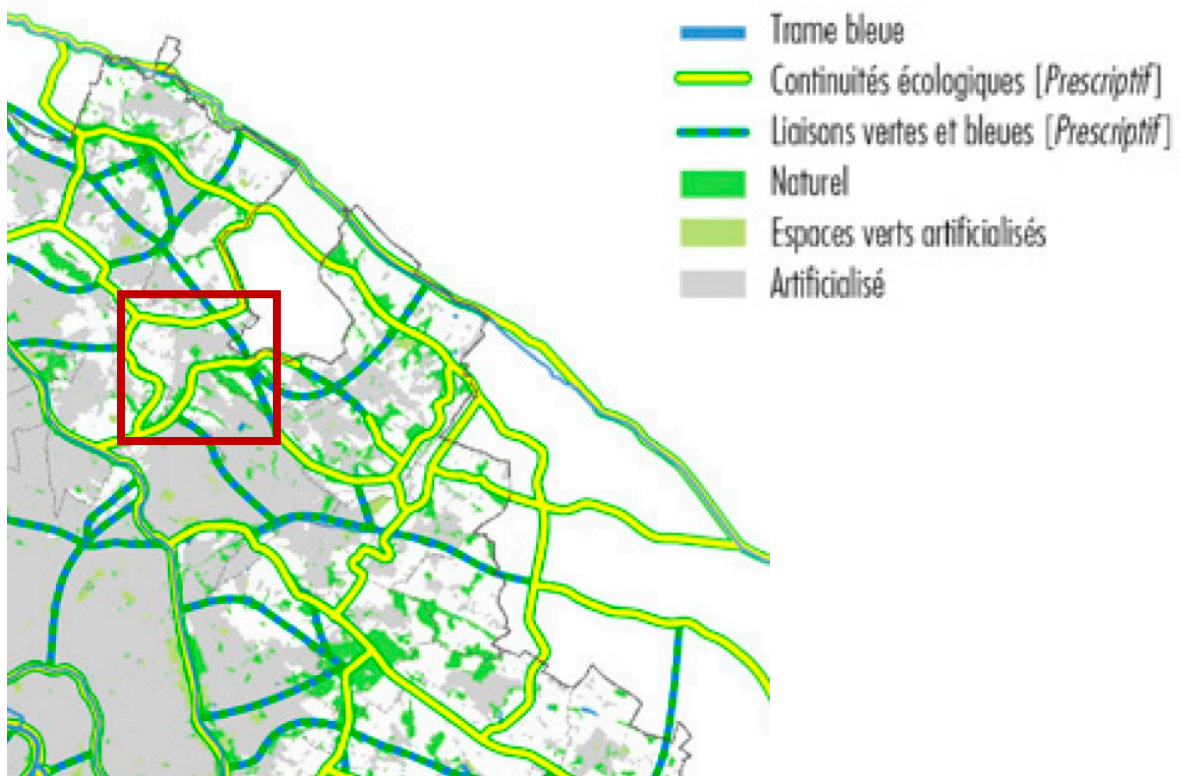 Trame bleue
Continuités écologiques [Prescriptif]
Liaisons vertes et bleues [Prescriptif]
Naturel
Espaces verts artificialisés
Artificialisé